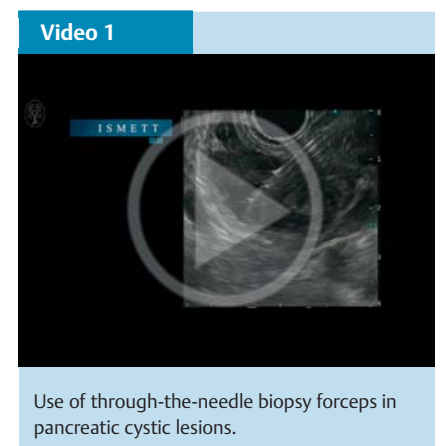 Video 1
ISMETT
Use of through-the-needle biopsy forceps in
pancreatic cystic lesions.